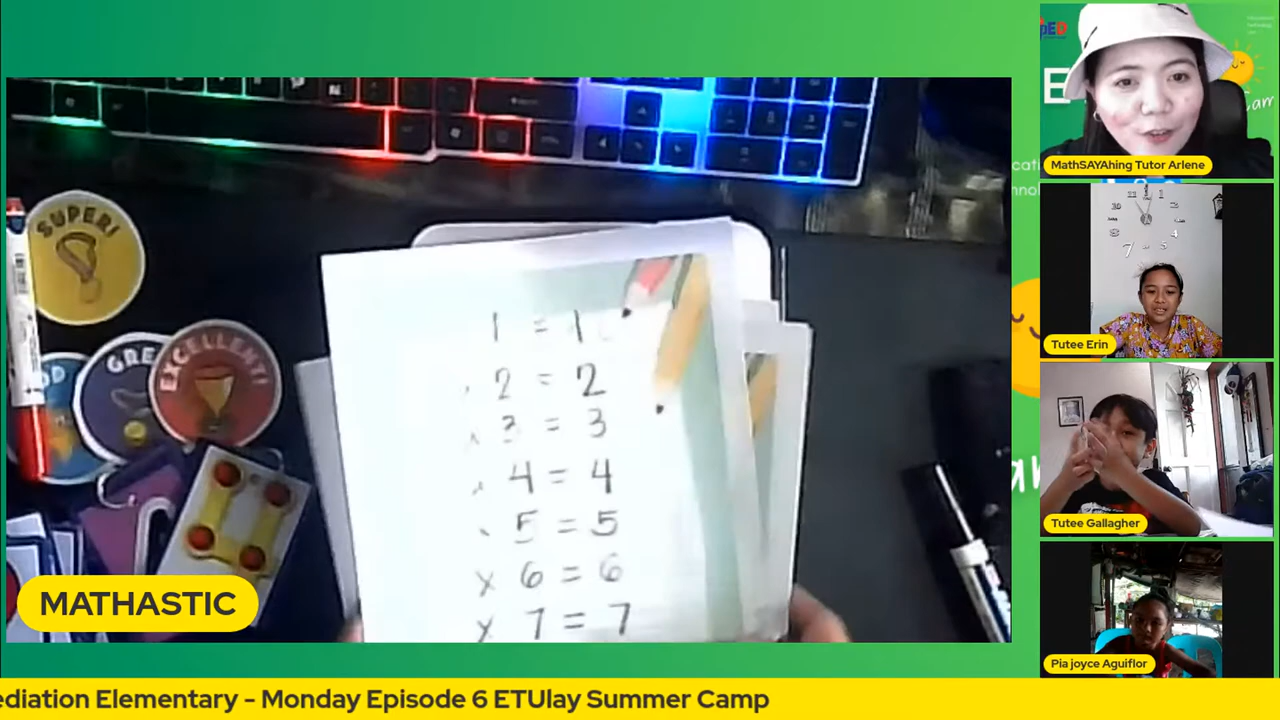 SUPER!
GREAT
EXCELLENT!
1 = 1
2 = 2
3 = 3
4 = 4
5 = 5
x 6 = 6
x 7 = 7
MATHASTIC
MathSAYAhing Tutor Arlene
Tutee Erin
Tutee Gallagher
Pia joyce Aguiflor
ediation Elementary - Monday Episode 6 ETUlay Summer Camp